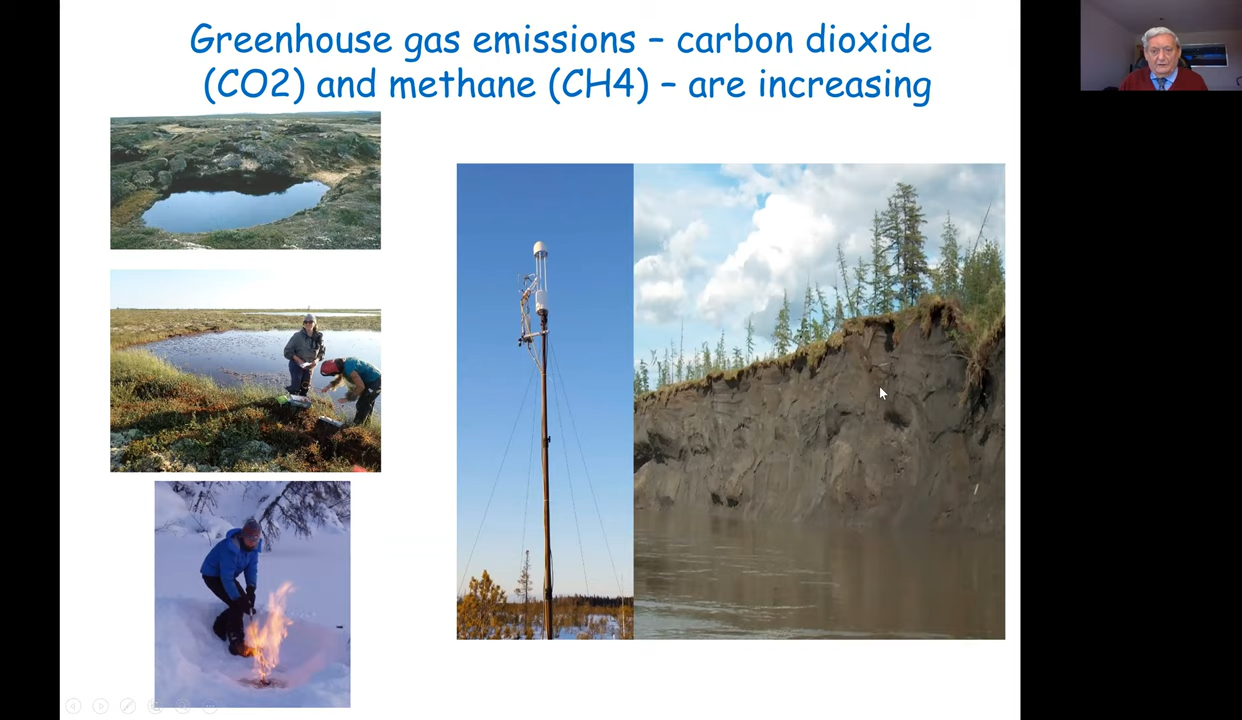 Greenhouse gas emissions – carbon dioxide
(CO2) and methane (CH4) – are increasing